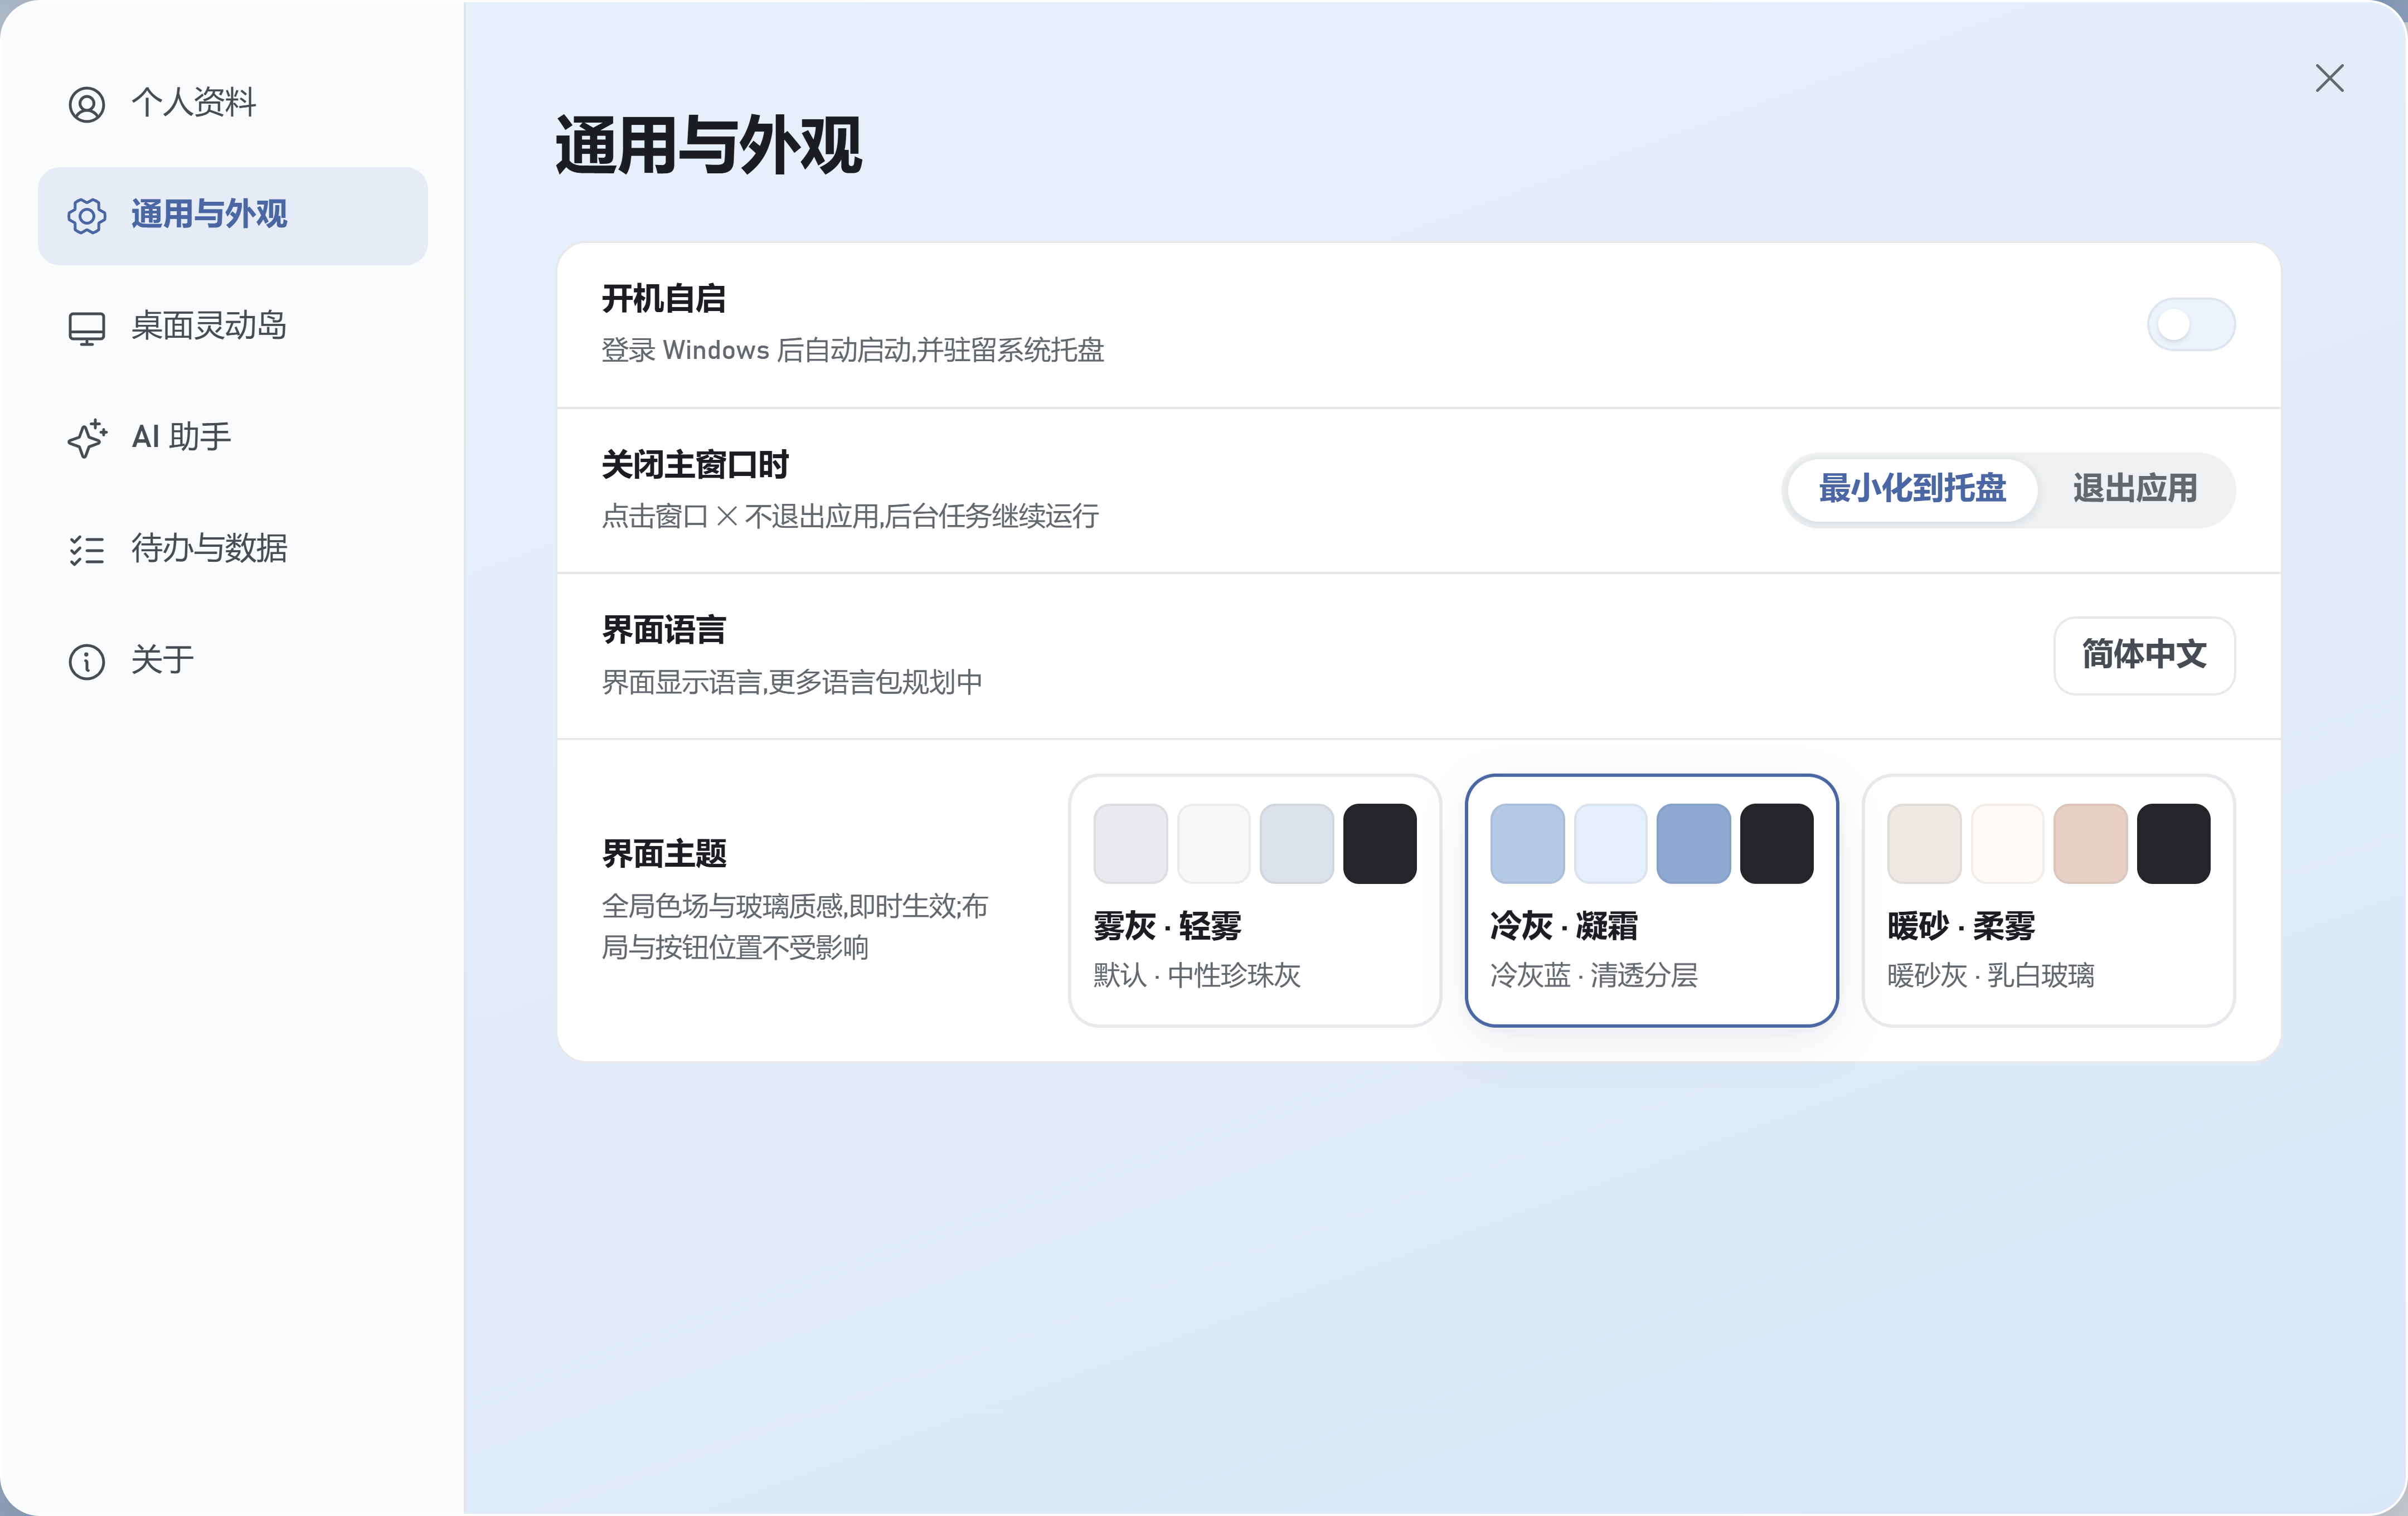 个人资料
通用与外观
桌面灵动岛
AI 助手
待办与数据
关于
通用与外观
开机自启
登录 Windows 后自动启动,并驻留系统托盘
关闭主窗口时
点击窗口 × 不退出应用,后台任务继续运行
最小化到托盘
退出应用
界面语言
界面显示语言,更多语言包规划中
简体中文
界面主题
全局色场与玻璃质感,即时生效;布
局与按钮位置不受影响
雾灰 · 轻雾
默认 · 中性珍珠灰
冷灰 · 凝霜
冷灰蓝 · 清透分层
暖砂 · 柔雾
暖砂灰 · 乳白玻璃